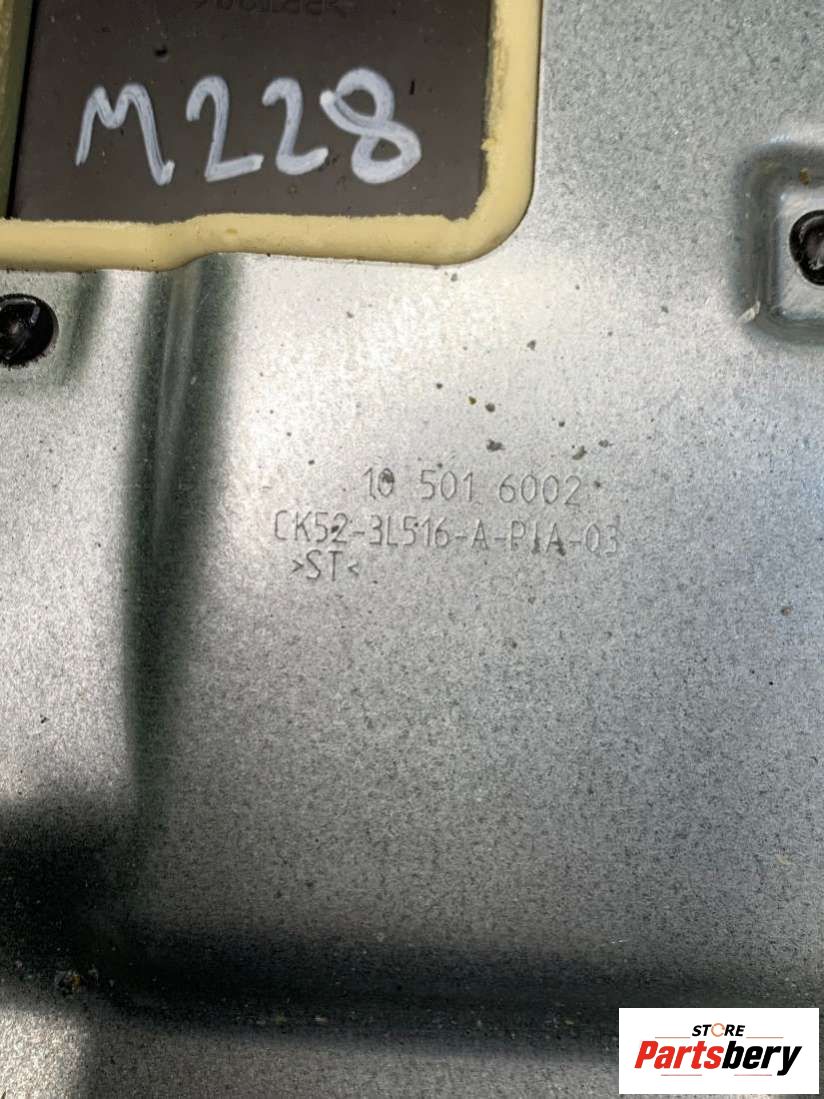 M228
10 501 6002
CK52-3L516-A-PIA-03
>ST<
STORE
Partsbery